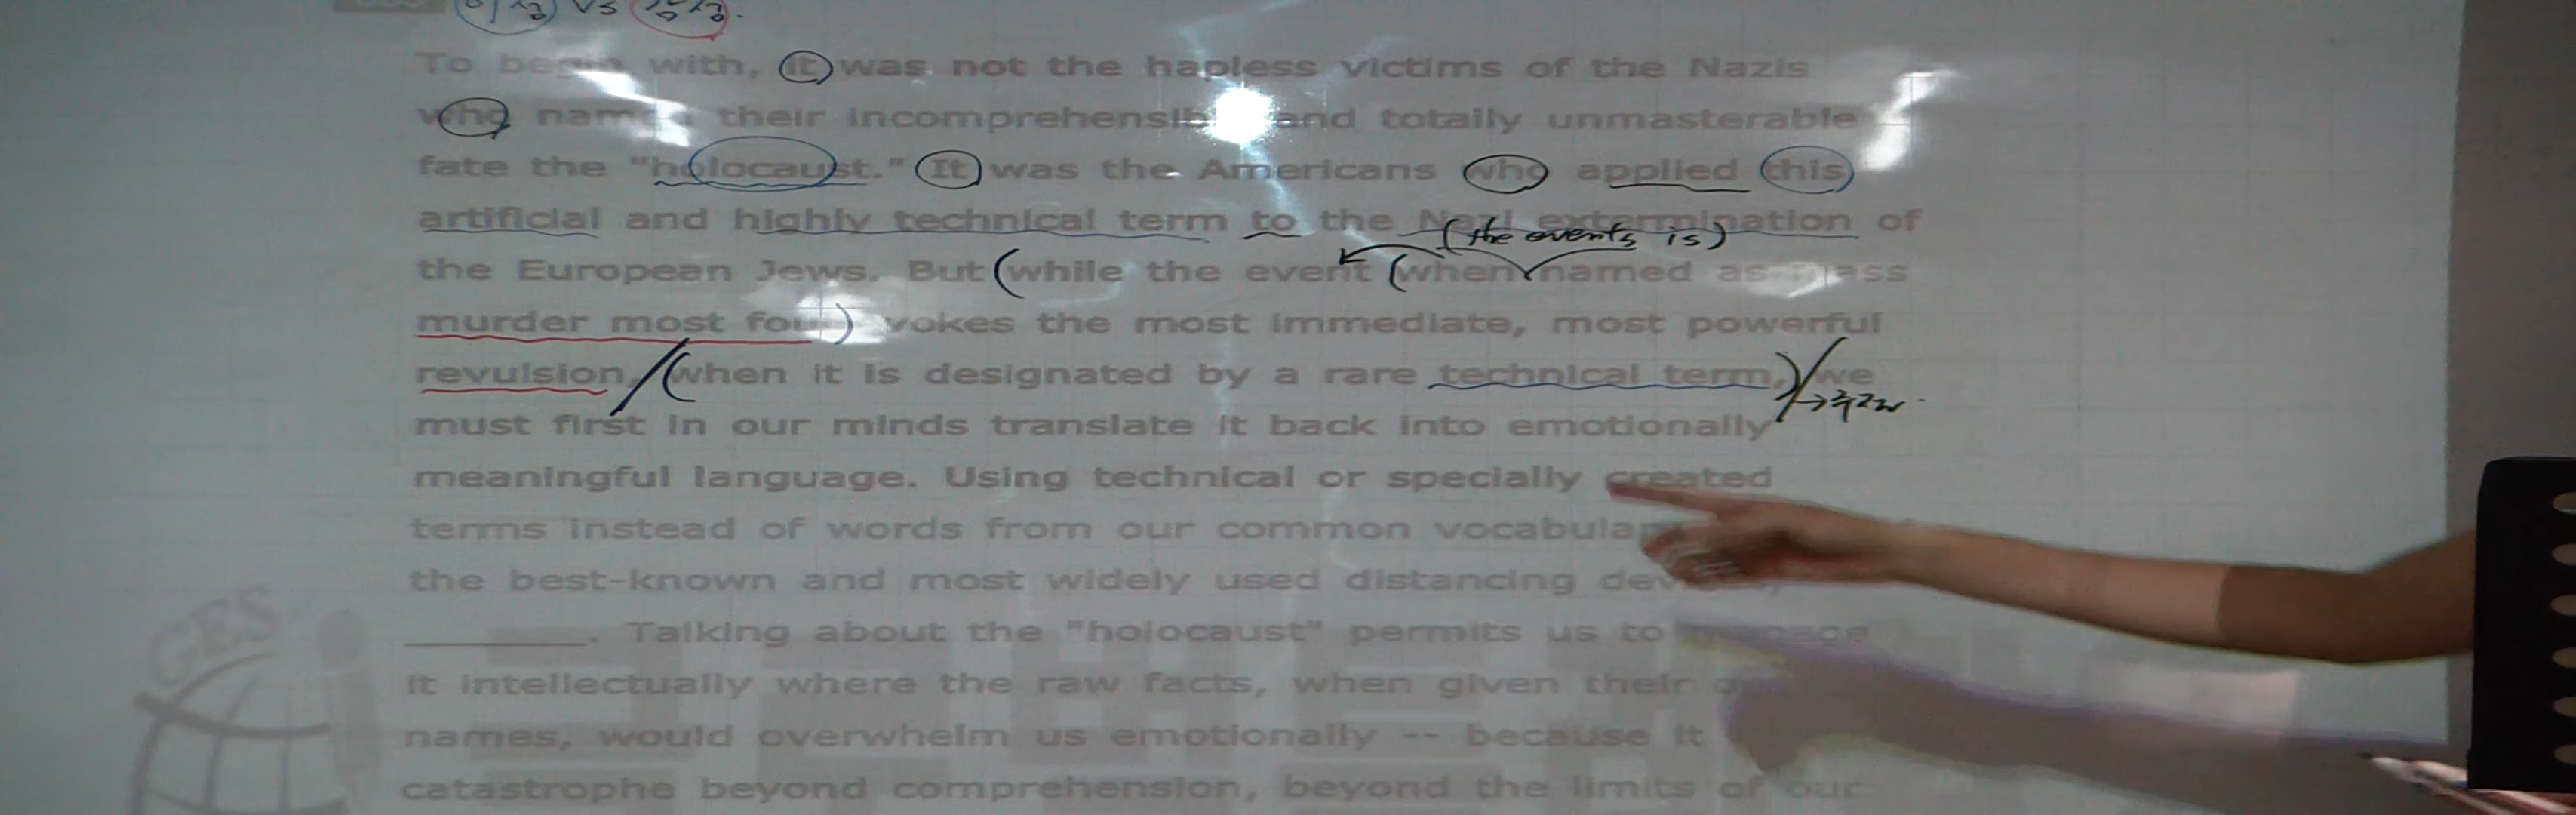 vs
To begin with, it was not the hapless victims of the Nazis
who named their incomprehensible and totally unmasterable
fate the "holocaust." It was the Americans who applied this
artificial and highly technical term to the Nazi extermination of
(the events is)
the European Jews. But (while the event (when named as mass
murder most foul) vokes the most immediate, most powerful
revulsion, / (when it is designated by a rare technical term,) we
must first in our minds translate it back into emotionally
meaningful language. Using technical or specially created
terms instead of words from our common vocabular
the best-known and most widely used distancing
________. Talking about the "holocaust" permits us to manage
it intellectually where the raw facts, when given their
names, would overwhelm us emotionally -- because it
catastrophe beyond comprehension, beyond the limits of our
GES